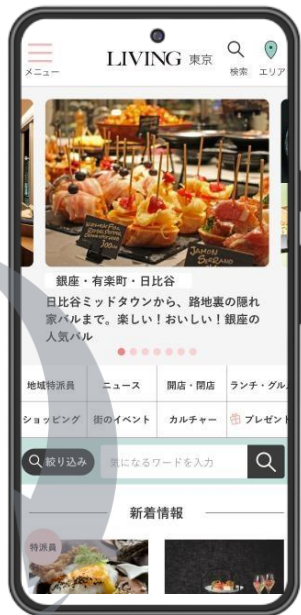 LIVING 東京
メニュー
検索
エリア
JAMON SERRANO
銀座・有楽町・日比谷
日比谷ミッドタウンから、路地裏の隠れ
家バルまで。楽しい！おいしい！銀座の
人気バル
地域特派員
ニュース
開店・閉店
ランチ・グル
ショッピング
街のイベント
カルチャー
プレゼン
絞り込み
気になるワードを入力
新着情報
特派員